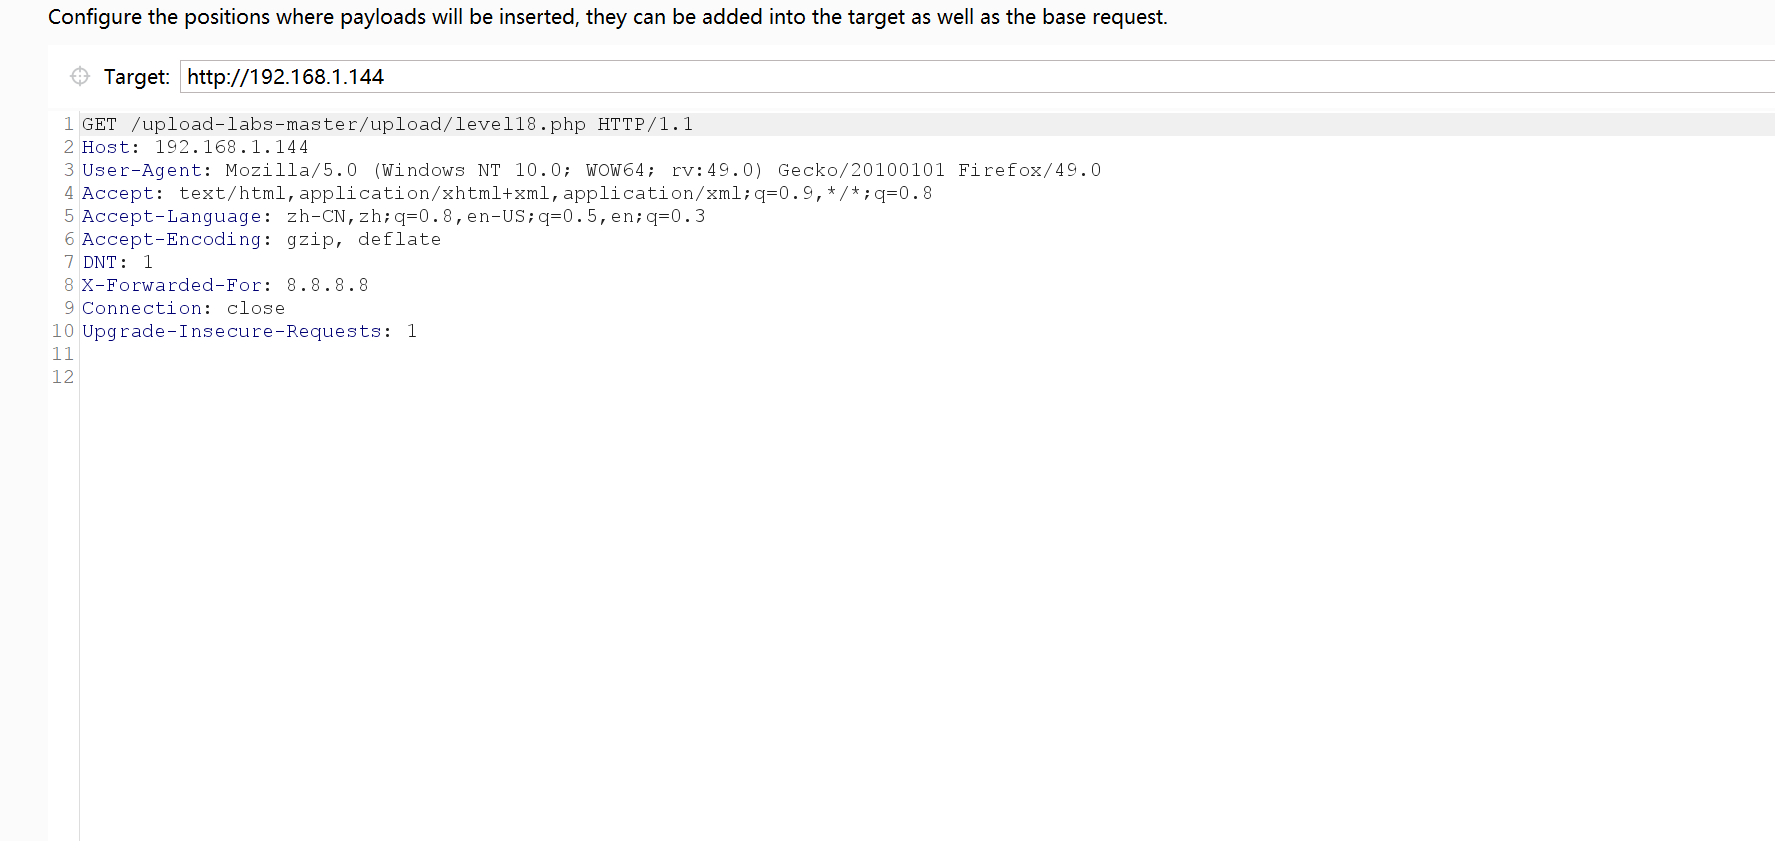 Configure the positions where payloads will be inserted, they can be added into the target as well as the base request.
Target: http://192.168.1.144
1 GET /upload-labs-master/upload/level18.php HTTP/1.1
2 Host: 192.168.1.144
3 User-Agent: Mozilla/5.0 (Windows NT 10.0; WOW64; rv:49.0) Gecko/20100101 Firefox/49.0
4 Accept: text/html,application/xhtml+xml,application/xml;q=0.9,*/*;q=0.8
5 Accept-Language: zh-CN,zh;q=0.8,en-US;q=0.5,en;q=0.3
6 Accept-Encoding: gzip, deflate
7 DNT: 1
8 X-Forwarded-For: 8.8.8.8
9 Connection: close
10 Upgrade-Insecure-Requests: 1
11
12